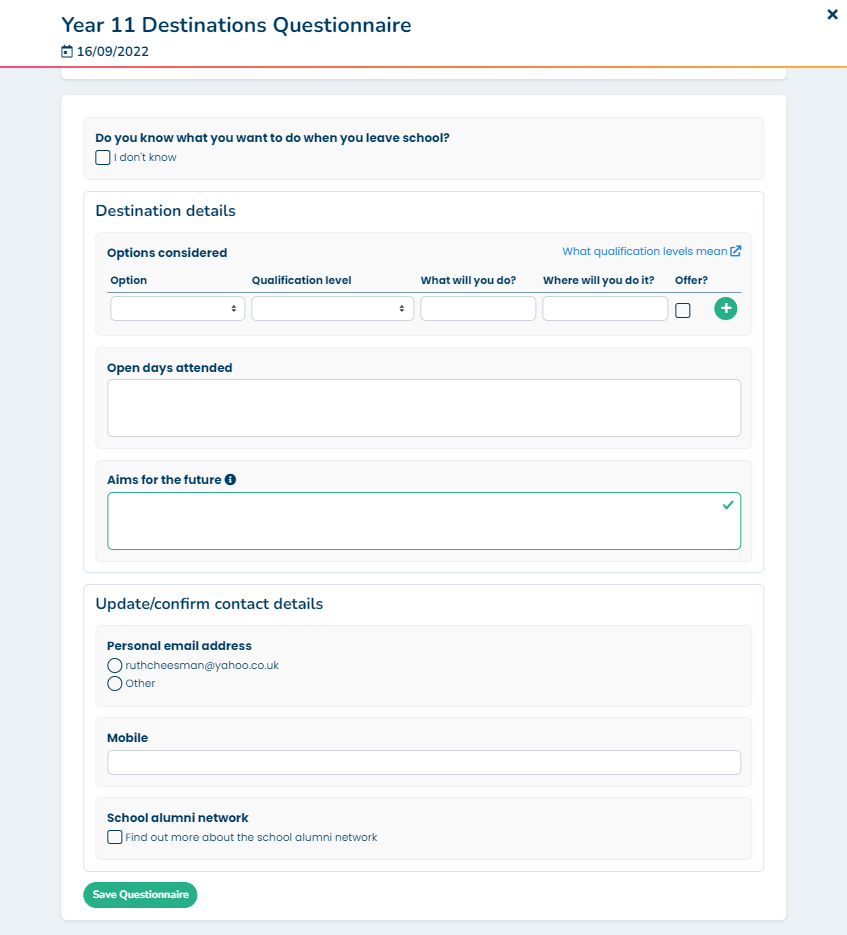 Year 11 Destinations Questionnaire
16/09/2022
Do you know what you want to do when you leave school?
I don't know
Destination details
Options considered What qualification levels mean
Option Qualification level What will you do? Where will you do it? Offer?
Open days attended
Aims for the future
Update/confirm contact details
Personal email address
ruthcheesman@yahoo.co.uk
Other
Mobile
School alumni network
Find out more about the school alumni network
Save Questionnaire